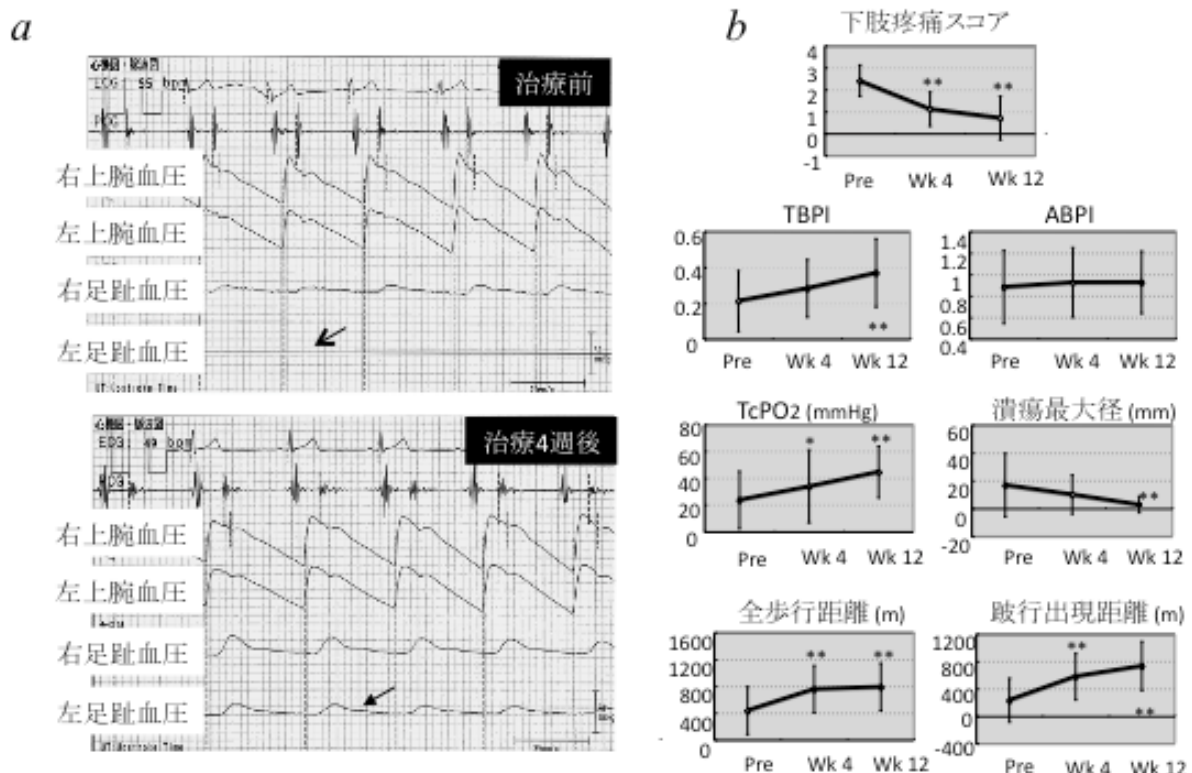 a
治療前
ECG: 55 bpm
PCG
右上腕血圧
左上腕血圧
右足趾血圧
左足趾血圧
治療4週後
49 bpm
右上腕血圧
左上腕血圧
右足趾血圧
左足趾血圧
b
下肢疼痛スコア
4
3
2
1
0
-1
** **
Pre Wk 4 Wk 12
TBPI
0.6
0.4
0.2
0
**
Pre Wk 4 Wk 12
ABPI
1.4
1.2
1
0.8
0.6
0.4
Pre Wk 4 Wk 12
TcPO2 (mmHg)
80
60
40
20
0
* **
Pre Wk 4 Wk 12
潰瘍最大径 (mm)
60
40
20
0
-20
**
Pre Wk 4 Wk 12
全歩行距離 (m)
1600
1200
800
400
0
** **
Pre Wk 4 Wk 12
跛行出現距離 (m)
1200
800
400
0
-400
**
**
Pre Wk 4 Wk 12